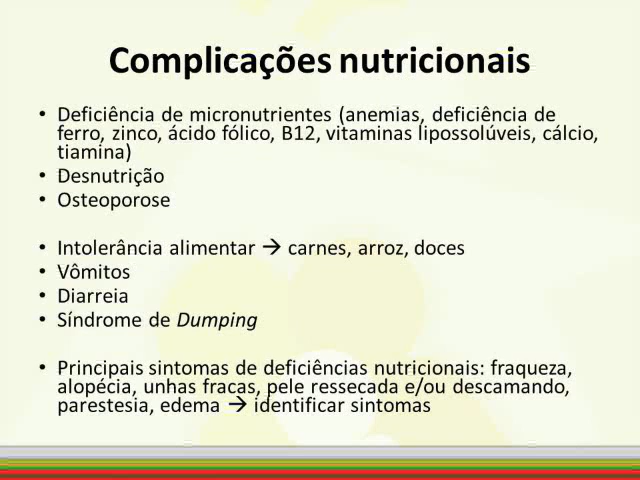 Complicações nutricionais
• Deficiência de micronutrientes (anemias, deficiência de
ferro, zinco, ácido fólico, B12, vitaminas lipossolúveis, cálcio,
tiamina)
• Desnutrição
• Osteoporose
• Intolerância alimentar → carnes, arroz, doces
• Vômitos
• Diarreia
• Síndrome de Dumping
• Principais sintomas de deficiências nutricionais: fraqueza,
alopécia, unhas fracas, pele ressecada e/ou descamando,
parestesia, edema → identificar sintomas